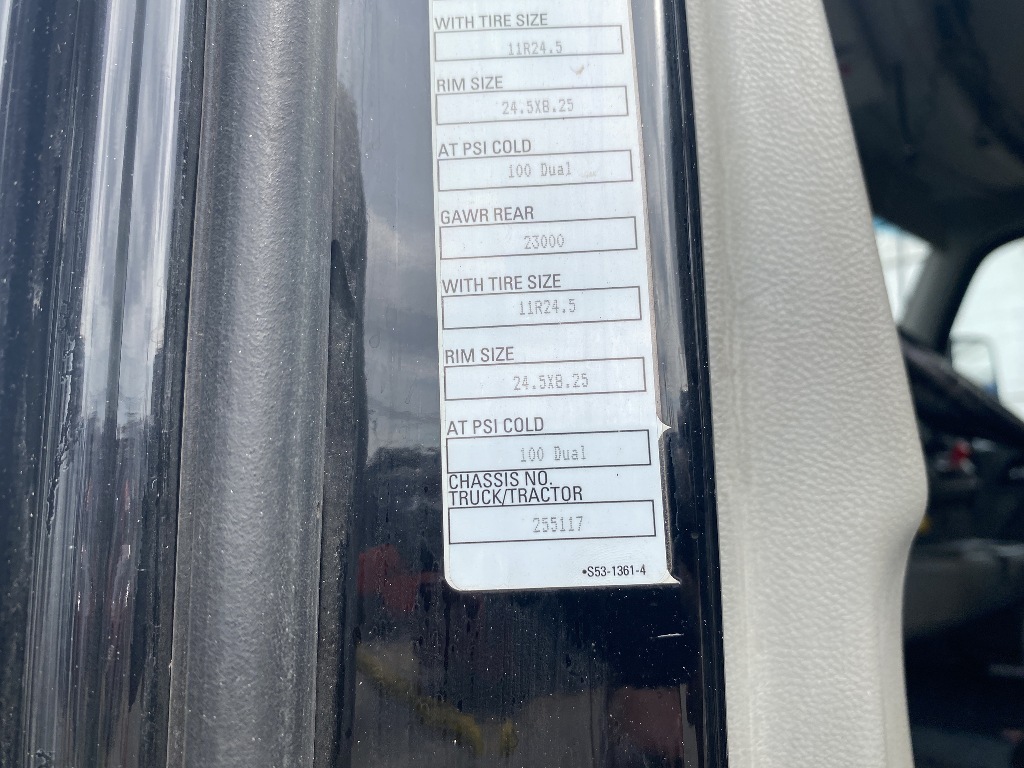 WITH TIRE SIZE
11R24.5
RIM SIZE
24.5X8.25
AT PSI COLD
100 Dual
GAWR REAR
23000
WITH TIRE SIZE
11R24.5
RIM SIZE
24.5X8.25
AT PSI COLD
100 Dual
CHASSIS NO.
TRUCK/TRACTOR
255117
•S53-1361-4